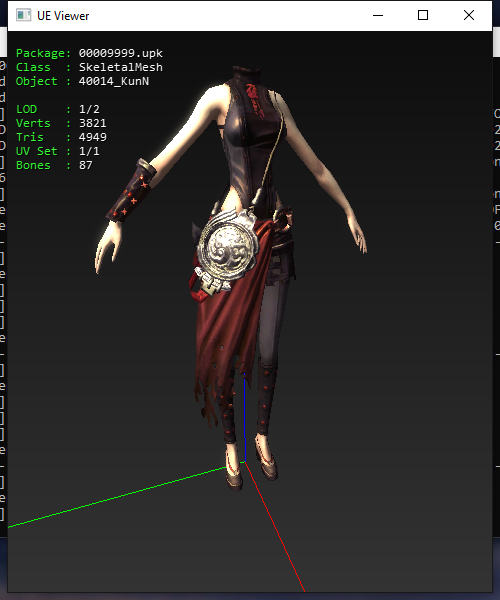 UE Viewer
Package: 00009999.upk
Class  : SkeletalMesh
Object : 40014_KunN
LOD    : 1/2
Verts  : 3821
Tris   : 4949
UV Set : 1/1
Bones  : 87